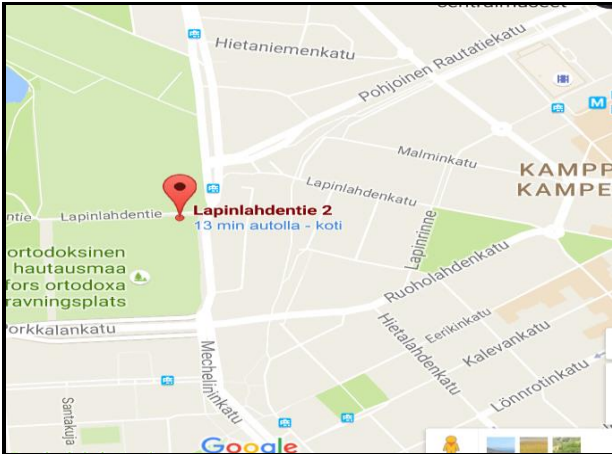 Hietaniemenkatu
Pohjoinen Rautatiekatu
M
Malminkatu
KAMPP
KAMPE
Lapinlahdenkatu
ntie
Lapinlahdentie
Lapinlahdentie 2
13 min autolla - koti
Lapinrinne
ortodoksinen
hautausmaa
fors ortodoxa
ravningsplats
Ruoholahdenkatu
Porkkalankatu
Hietalahdenkatu
Eerikinkatu
Kalevankatu
Mechelininkatu
Lönnrotinkatu
Santakuja
Google